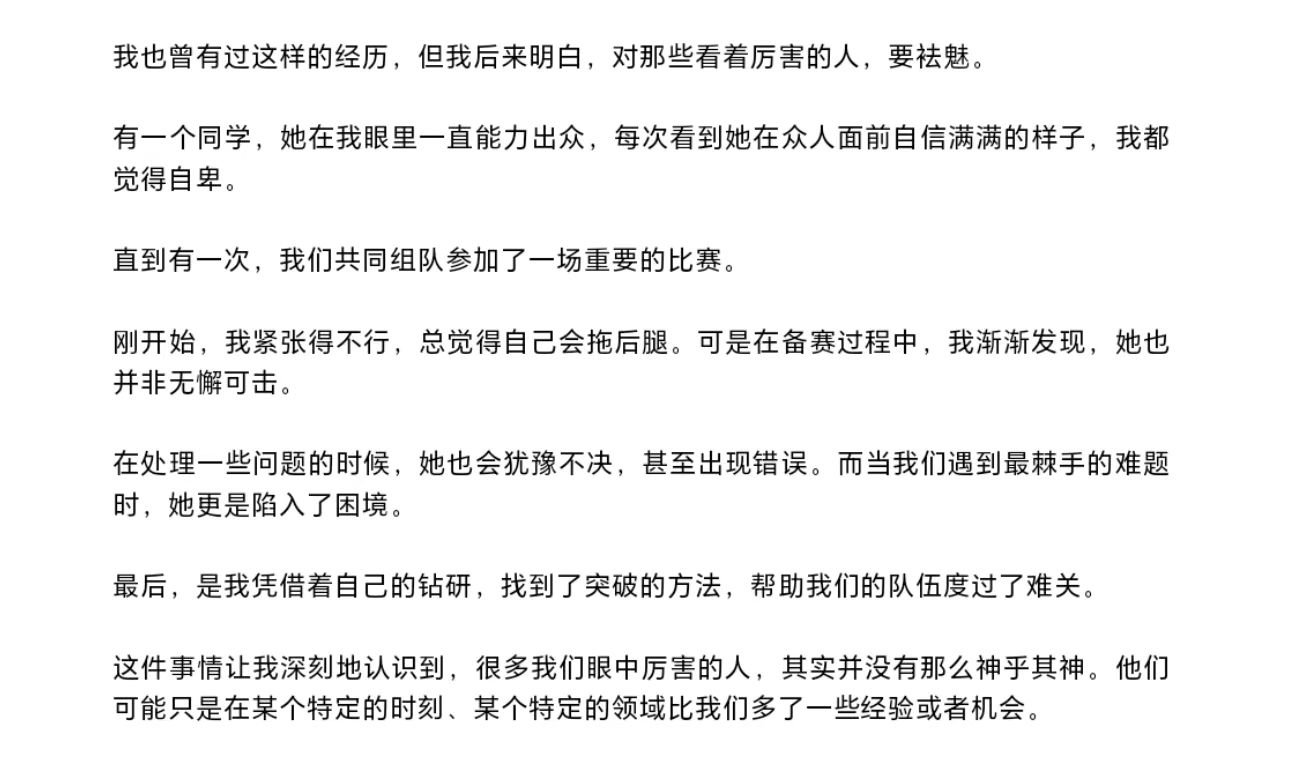 我也曾有过这样的经历，但我后来明白，对那些看着厉害的人，要祛魅。
有一个同学，她在我眼里一直能力出众，每次看到她在众人面前自信满满的样子，我都
觉得自卑。
直到有一次，我们共同组队参加了一场重要的比赛。
刚开始，我紧张得不行，总觉得自己会拖后腿。可是在备赛过程中，我渐渐发现，她也
并非无懈可击。
在处理一些问题的时候，她也会犹豫不决，甚至出现错误。而当我们遇到最棘手的难题
时，她更是陷入了困境。
最后，是我凭借着自己的钻研，找到了突破的方法，帮助我们的队伍度过了难关。
这件事情让我深刻地认识到，很多我们眼中厉害的人，其实并没有那么神乎其神。他们
可能只是在某个特定的时刻、某个特定的领域比我们多了一些经验或者机会。